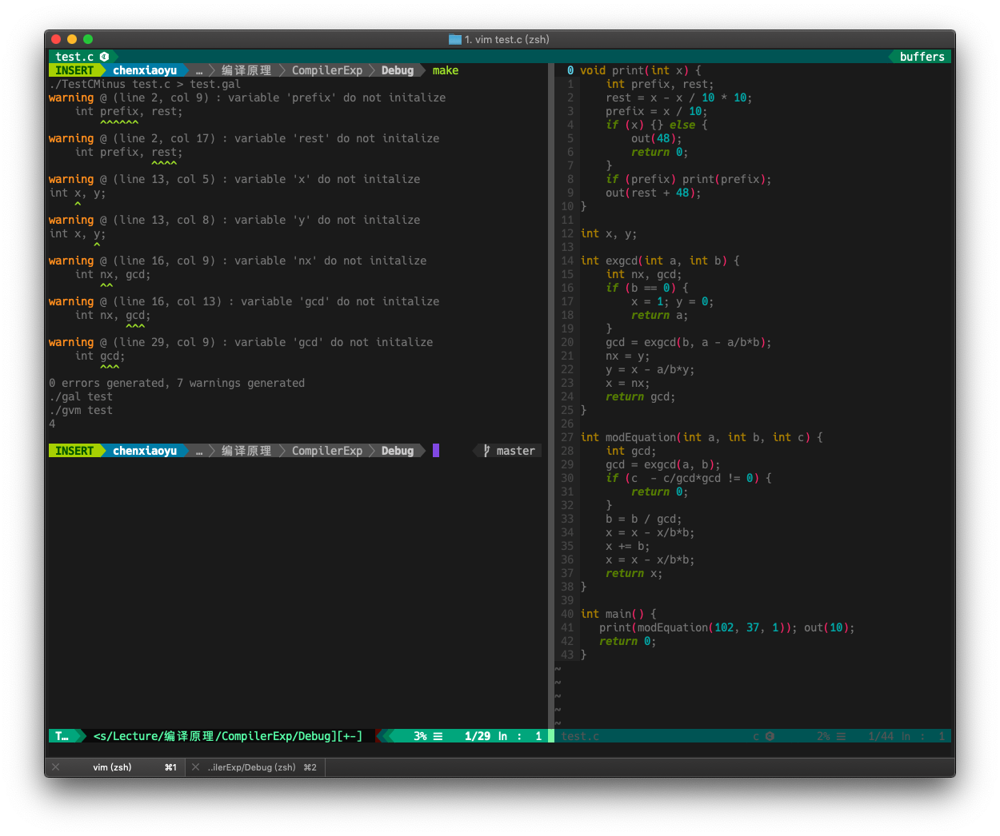 1. vim test.c (zsh)
test.c
buffers
INSERT chenxiaoyu … 编译原理 CompilerExp Debug make
./TestCMinus test.c > test.gal
warning @ (line 2, col 9) : variable 'prefix' do not initalize
    int prefix, rest;
        ^^^^^^
warning @ (line 2, col 17) : variable 'rest' do not initalize
    int prefix, rest;
                ^^^^
warning @ (line 13, col 5) : variable 'x' do not initalize
int x, y;
    ^
warning @ (line 13, col 8) : variable 'y' do not initalize
int x, y;
       ^
warning @ (line 16, col 9) : variable 'nx' do not initalize
    int nx, gcd;
        ^^
warning @ (line 16, col 13) : variable 'gcd' do not initalize
    int nx, gcd;
            ^^^
warning @ (line 29, col 9) : variable 'gcd' do not initalize
    int gcd;
        ^^^
0 errors generated, 7 warnings generated
./gal test
./gvm test
4
INSERT chenxiaoyu … 编译原理 CompilerExp Debug master
0 void print(int x) {
1     int prefix, rest;
2     rest = x - x / 10 * 10;
3     prefix = x / 10;
4     if (x) {} else {
5         out(48);
6         return 0;
7     }
8     if (prefix) print(prefix);
9     out(rest + 48);
10 }
11
12 int x, y;
13
14 int exgcd(int a, int b) {
15     int nx, gcd;
16     if (b == 0) {
17         x = 1; y = 0;
18         return a;
19     }
20     gcd = exgcd(b, a - a/b*b);
21     nx = y;
22     y = x - a/b*y;
23     x = nx;
24     return gcd;
25 }
26
27 int modEquation(int a, int b, int c) {
28     int gcd;
29     gcd = exgcd(a, b);
30     if (c  - c/gcd*gcd != 0) {
31         return 0;
32     }
33     b = b / gcd;
34     x = x - x/b*b;
35     x += b;
36     x = x - x/b*b;
37     return x;
38 }
39
40 int main() {
41    print(modEquation(102, 37, 1)); out(10);
42    return 0;
43 }
~
~
~
~
~
T… <s/Lecture/编译原理/CompilerExp/Debug][+-] 3% ☰ 1/29 ln : 1
test.c c 2% ☰ 1/44 ln : 1
vim (zsh) ⌘1
..ilerExp/Debug (zsh) ⌘2